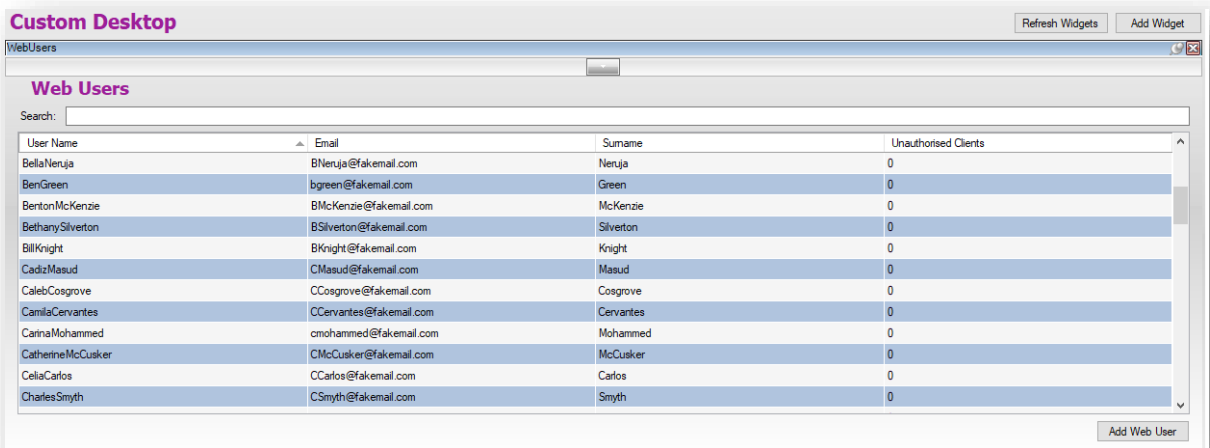 Custom Desktop Refresh Widgets Add Widget
WebUsers
Web Users
Search:
User Name Email Surname Unauthorised Clients
BellaNeruja BNeruja@fakemail.com Neruja 0
BenGreen bgreen@fakemail.com Green 0
BentonMcKenzie BMcKenzie@fakemail.com McKenzie 0
BethanySilverton BSilverton@fakemail.com Silverton 0
BillKnight BKnight@fakemail.com Knight 0
CadizMasud CMasud@fakemail.com Masud 0
CalebCosgrove CCosgrove@fakemail.com Cosgrove 0
CamilaCervantes CCervantes@fakemail.com Cervantes 0
CarinaMohammed cmohammed@fakemail.com Mohammed 0
CatherineMcCusker CMcCusker@fakemail.com McCusker 0
CeliaCarlos CCarlos@fakemail.com Carlos 0
CharlesSmyth CSmyth@fakemail.com Smyth 0
Add Web User